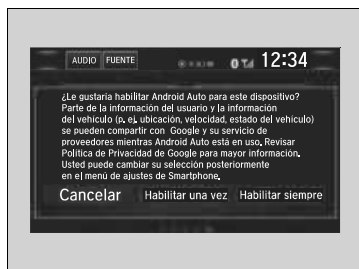 AUDIO FUENTE 12:34
¿Le gustaría habilitar Android Auto para este dispositivo?
Parte de la información del usuario y la información
del vehículo (p. ej. ubicación, velocidad, estado del vehículo)
se pueden compartir con Google y su servicio de
proveedores mientras Android Auto está en uso. Revisar
Política de Privacidad de Google para mayor información.
Usted puede cambiar su selección posteriormente
en el menú de ajustes de Smartphone.
Cancelar Habilitar una vez Habilitar siempre